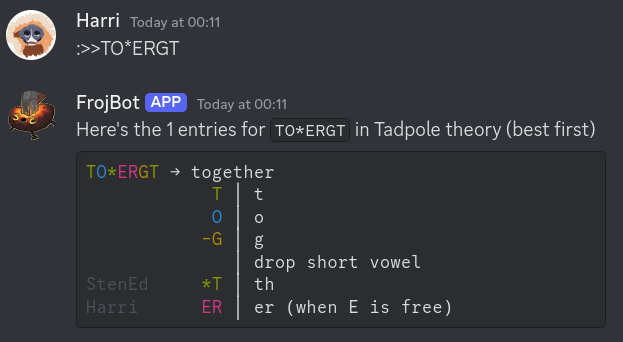 Harri Today at 00:11
:>>TO*ERGT
FrojBot APP Today at 00:11
Here's the 1 entries for TO*ERGT in Tadpole theory (best first)
TO*ERGT → together
T | t
O | o
-G | g
| drop short vowel
StenEd *T | th
Harri ER | er (when E is free)